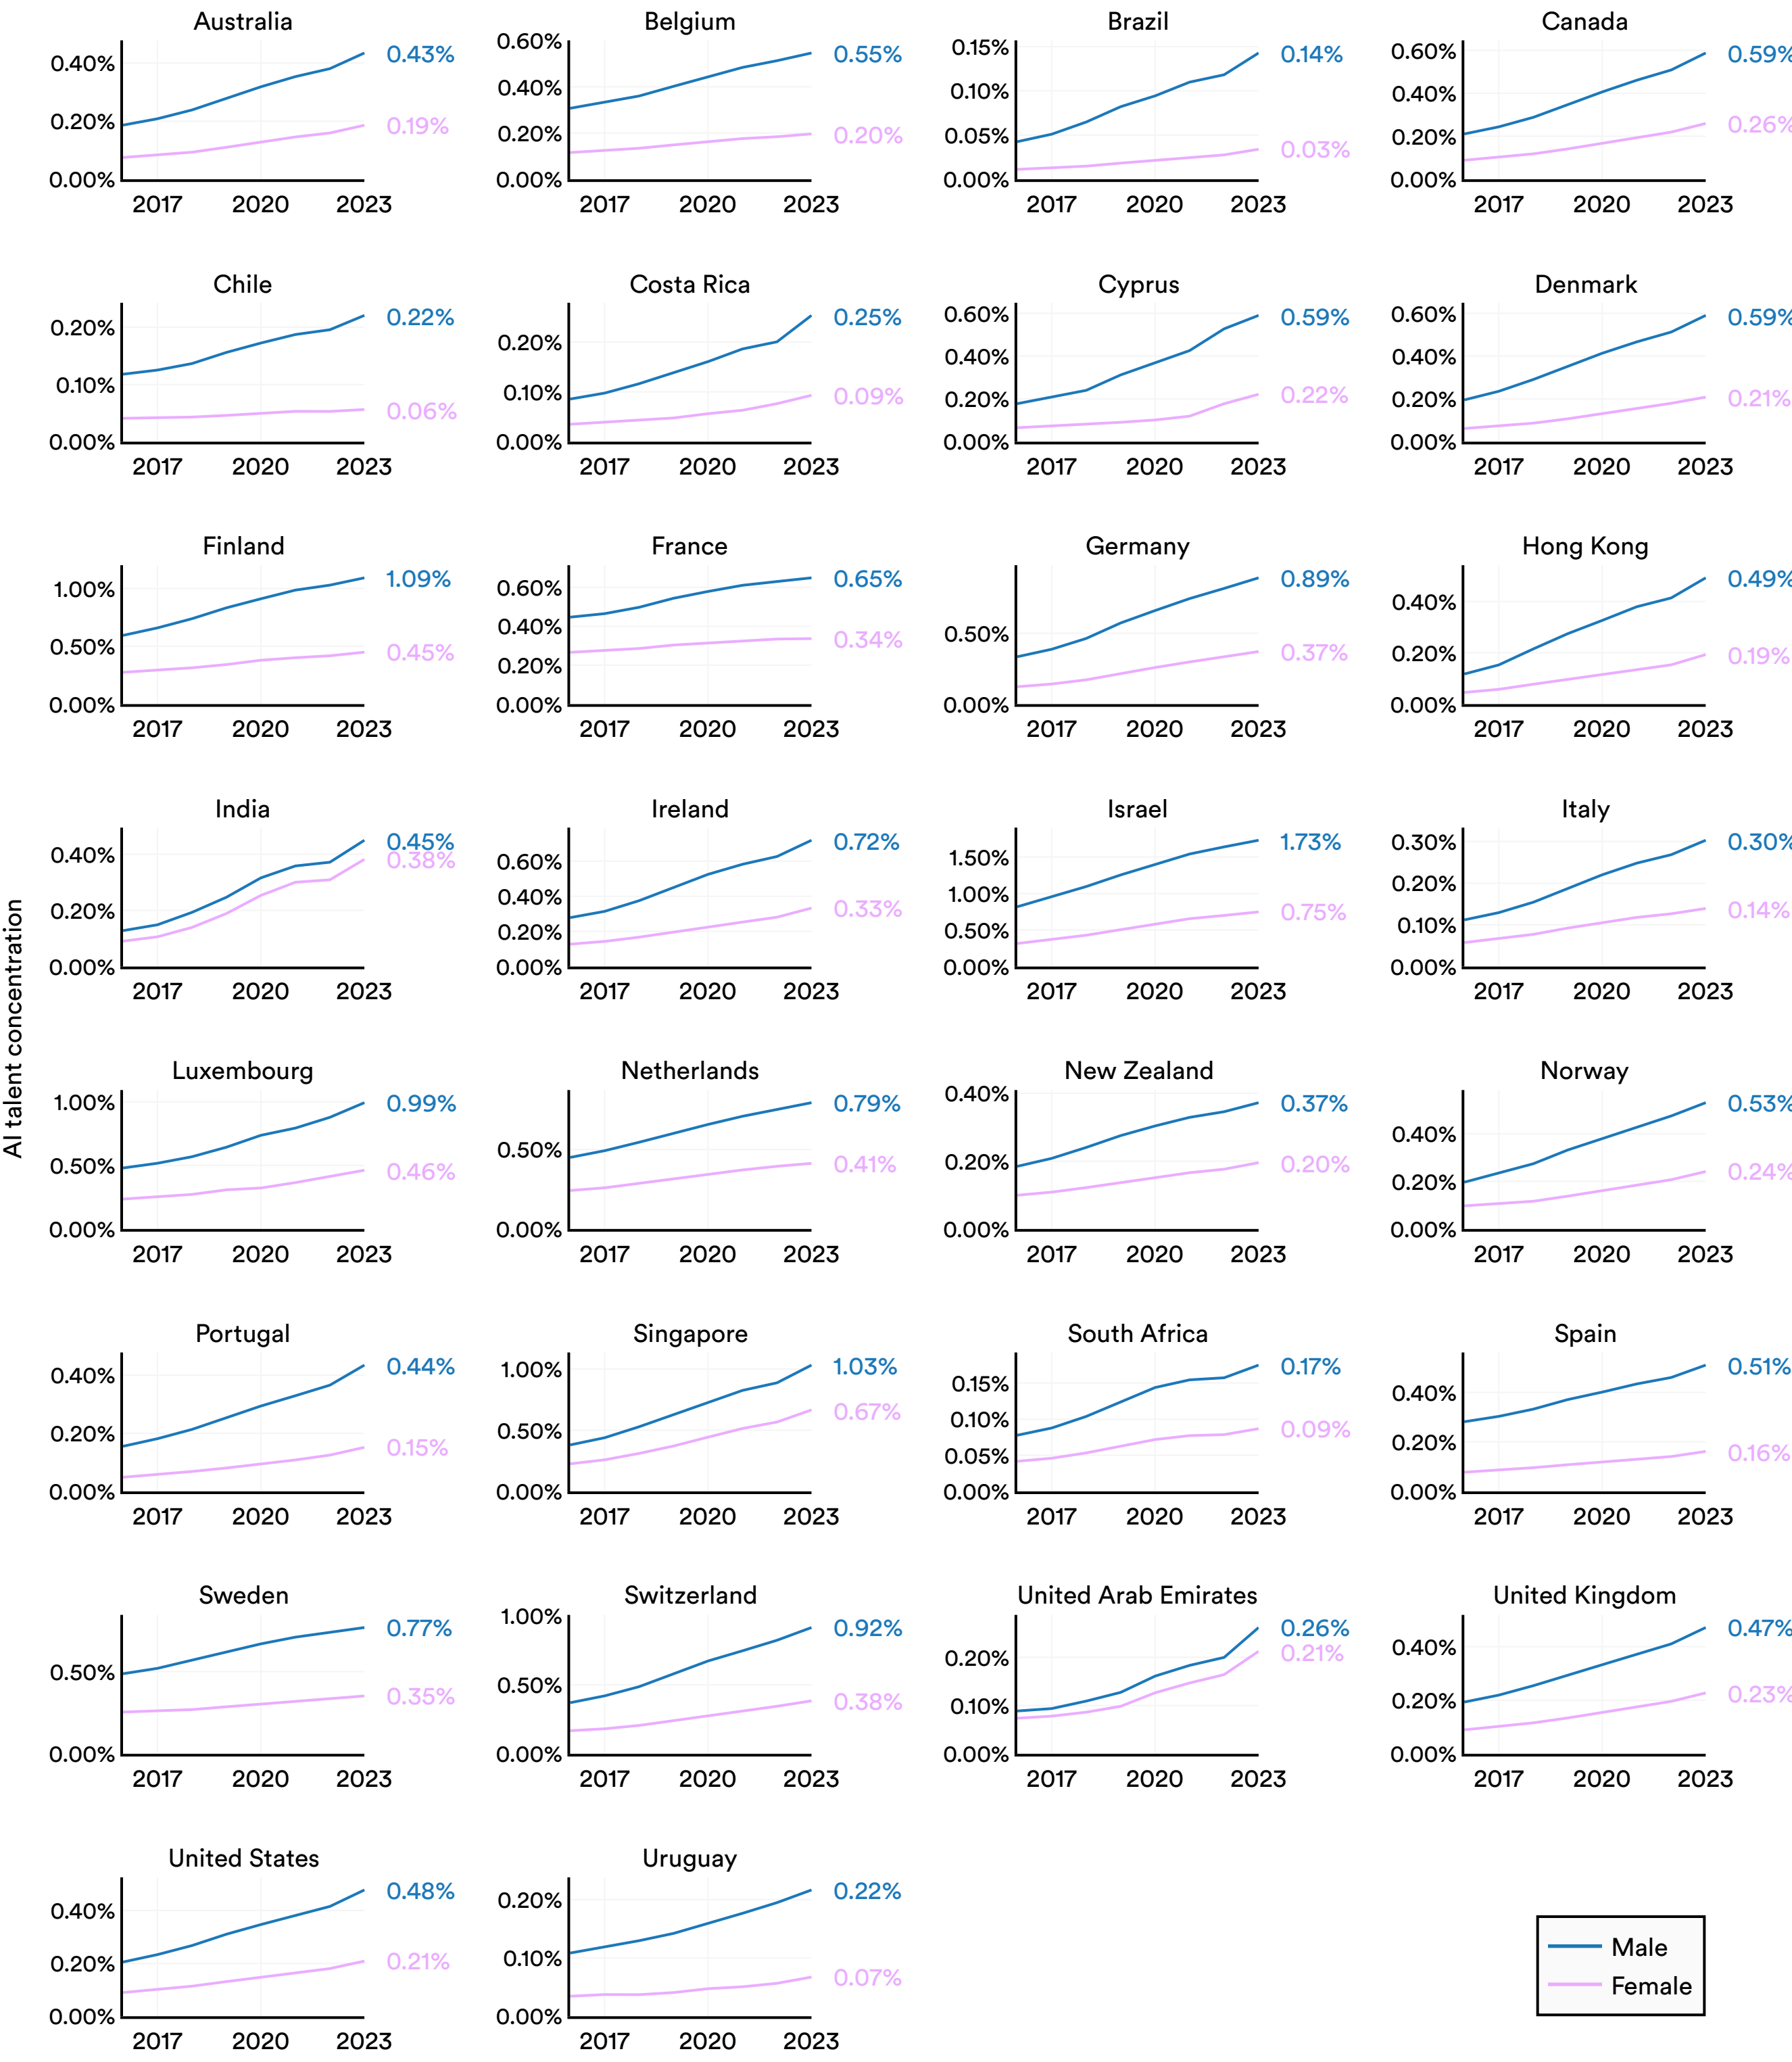 Australia
0.40%
0.20%
0.00%
2017 2020 2023
0.43%
0.19%
Belgium
0.60%
0.40%
0.20%
0.00%
2017 2020 2023
0.55%
0.20%
Brazil
0.15%
0.10%
0.05%
0.00%
2017 2020 2023
0.14%
0.03%
Canada
0.60%
0.40%
0.20%
0.00%
2017 2020 2023
0.59%
0.26%
Chile
0.20%
0.10%
0.00%
2017 2020 2023
0.22%
0.06%
Costa Rica
0.20%
0.10%
0.00%
2017 2020 2023
0.25%
0.09%
Cyprus
0.60%
0.40%
0.20%
0.00%
2017 2020 2023
0.59%
0.22%
Denmark
0.60%
0.40%
0.20%
0.00%
2017 2020 2023
0.59%
0.21%
Finland
1.00%
0.50%
0.00%
2017 2020 2023
1.09%
0.45%
France
0.60%
0.40%
0.20%
0.00%
2017 2020 2023
0.65%
0.34%
Germany
0.50%
0.00%
2017 2020 2023
0.89%
0.37%
Hong Kong
0.40%
0.20%
0.00%
2017 2020 2023
0.49%
0.19%
AI talent concentration
India
0.40%
0.20%
0.00%
2017 2020 2023
0.45%
0.38%
Ireland
0.60%
0.40%
0.20%
0.00%
2017 2020 2023
0.72%
0.33%
Israel
1.50%
1.00%
0.50%
0.00%
2017 2020 2023
1.73%
0.75%
Italy
0.30%
0.20%
0.10%
0.00%
2017 2020 2023
0.30%
0.14%
Luxembourg
1.00%
0.50%
0.00%
2017 2020 2023
0.99%
0.46%
Netherlands
0.50%
0.00%
2017 2020 2023
0.79%
0.41%
New Zealand
0.40%
0.20%
0.00%
2017 2020 2023
0.37%
0.20%
Norway
0.40%
0.20%
0.00%
2017 2020 2023
0.53%
0.24%
Portugal
0.40%
0.20%
0.00%
2017 2020 2023
0.44%
0.15%
Singapore
1.00%
0.50%
0.00%
2017 2020 2023
1.03%
0.67%
South Africa
0.15%
0.10%
0.05%
0.00%
2017 2020 2023
0.17%
0.09%
Spain
0.40%
0.20%
0.00%
2017 2020 2023
0.51%
0.16%
Sweden
0.50%
0.00%
2017 2020 2023
0.77%
0.35%
Switzerland
1.00%
0.50%
0.00%
2017 2020 2023
0.92%
0.38%
United Arab Emirates
0.20%
0.10%
0.00%
2017 2020 2023
0.26%
0.21%
United Kingdom
0.40%
0.20%
0.00%
2017 2020 2023
0.47%
0.23%
United States
0.40%
0.20%
0.00%
2017 2020 2023
0.48%
0.21%
Uruguay
0.20%
0.10%
0.00%
2017 2020 2023
0.22%
0.07%
Male
Female